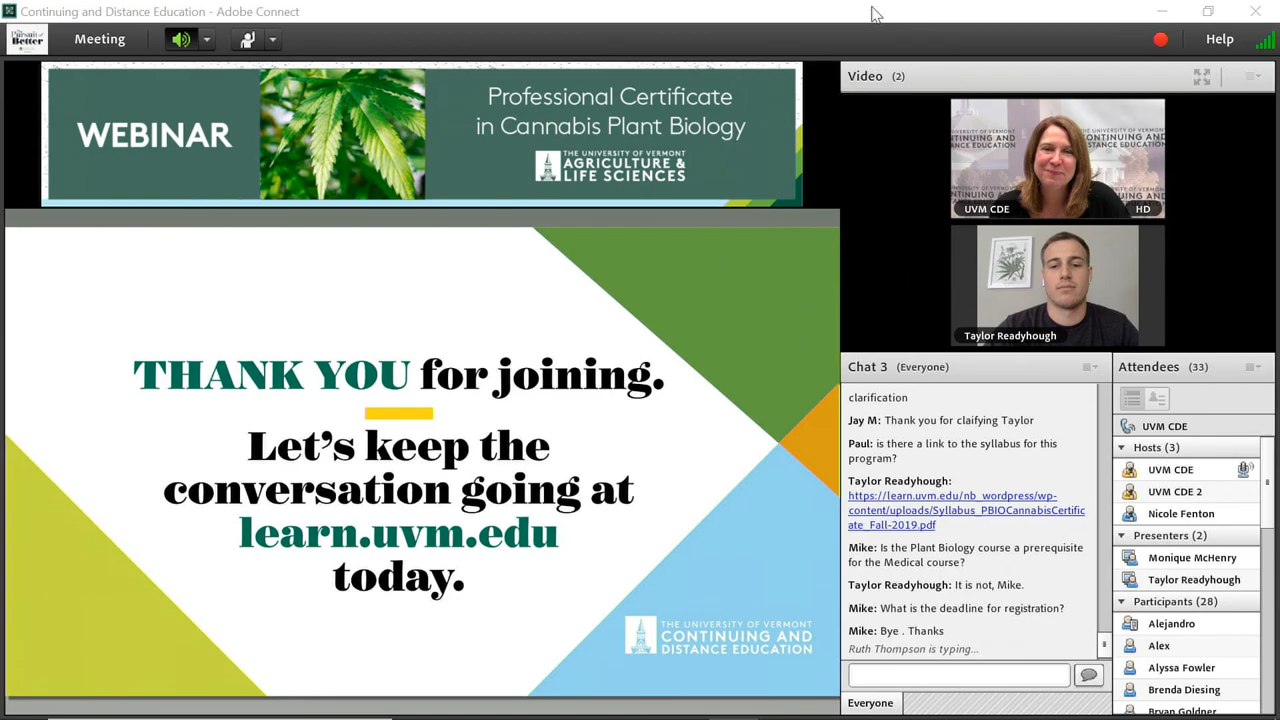 Continuing and Distance Education - Adobe Connect
Pursuit of
Better
Meeting
Help
WEBINAR
Professional Certificate
in Cannabis Plant Biology
THE UNIVERSITY OF VERMONT
AGRICULTURE &
LIFE SCIENCES
THANK YOU for joining.
Let's keep the
conversation going at
learn.uvm.edu
today.
THE UNIVERSITY OF VERMONT
CONTINUING AND
DISTANCE EDUCATION
Video (2)
UVM CDE
HD
Taylor Readyhough
Chat 3 (Everyone)
clarification
Jay M: Thank you for claifying Taylor
Paul: is there a link to the syllabus for this
program?
Taylor Readyhough:
https://learn.uvm.edu/nb_wordpress/wp-
content/uploads/Syllabus_PBIOCannabisCertific
ate_Fall-2019.pdf
Mike: Is the Plant Biology course a prerequisite
for the Medical course?
Taylor Readyhough: It is not, Mike.
Mike: What is the deadline for registration?
Mike: Bye . Thanks
Ruth Thompson is typing...
Everyone
Attendees (33)
UVM CDE
Hosts (3)
UVM CDE
UVM CDE 2
Nicole Fenton
Presenters (2)
Monique McHenry
Taylor Readyhough
Participants (28)
Alejandro
Alex
Alyssa Fowler
Brenda Diesing
Bryan Goldner